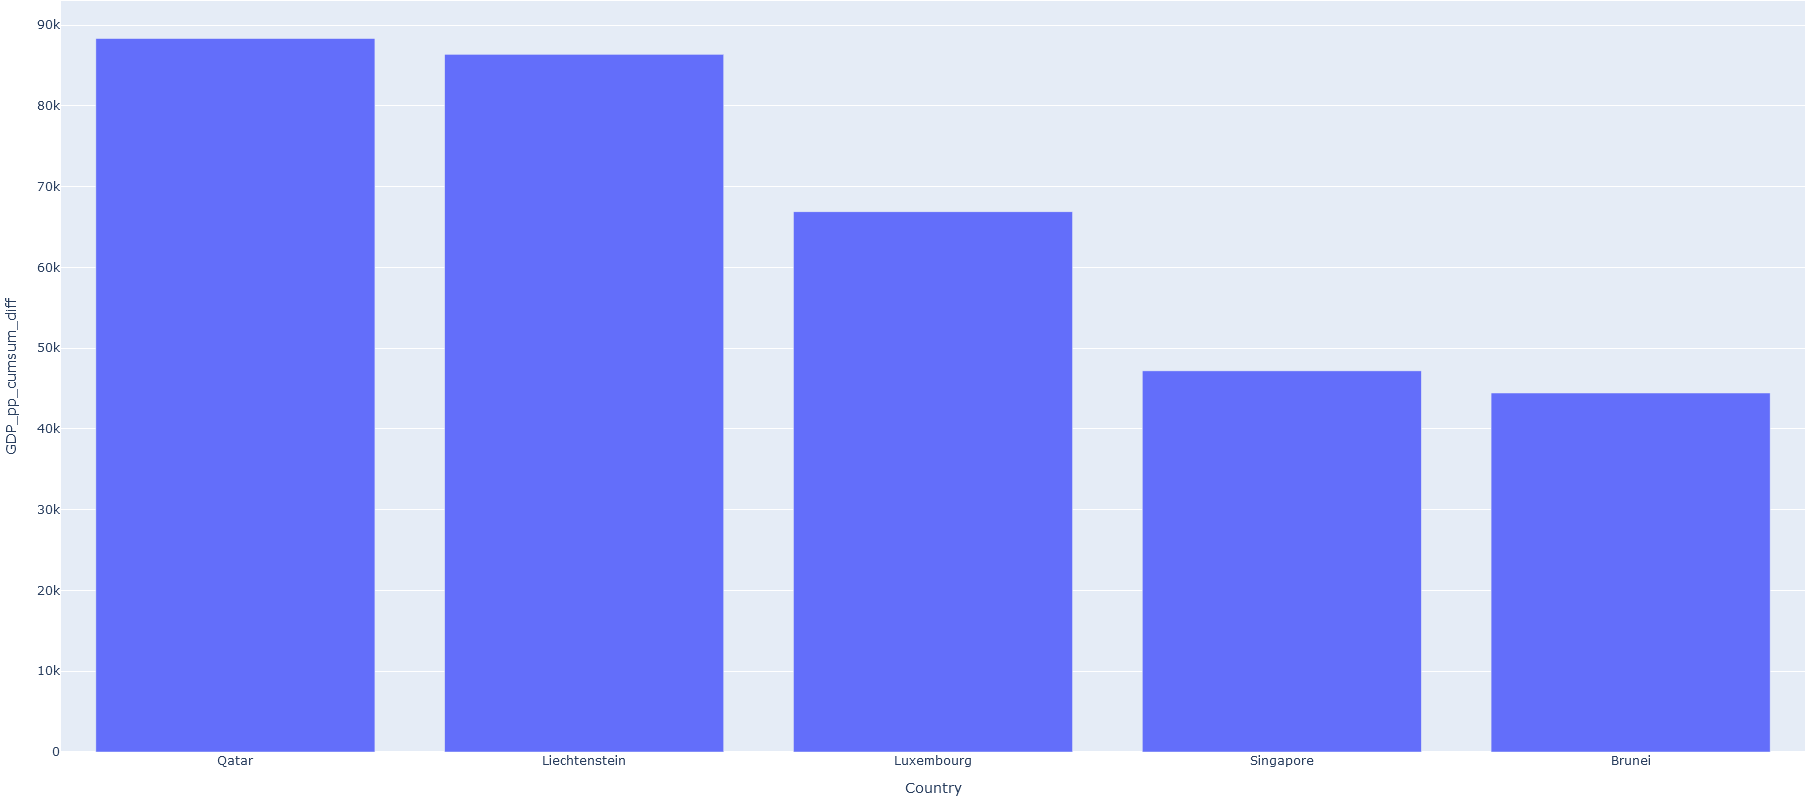 90k
80k
70k
60k
50k
40k
30k
20k
10k
0
GDP_pp_cumsum_diff
Qatar Liechtenstein Luxembourg Singapore Brunei
Country